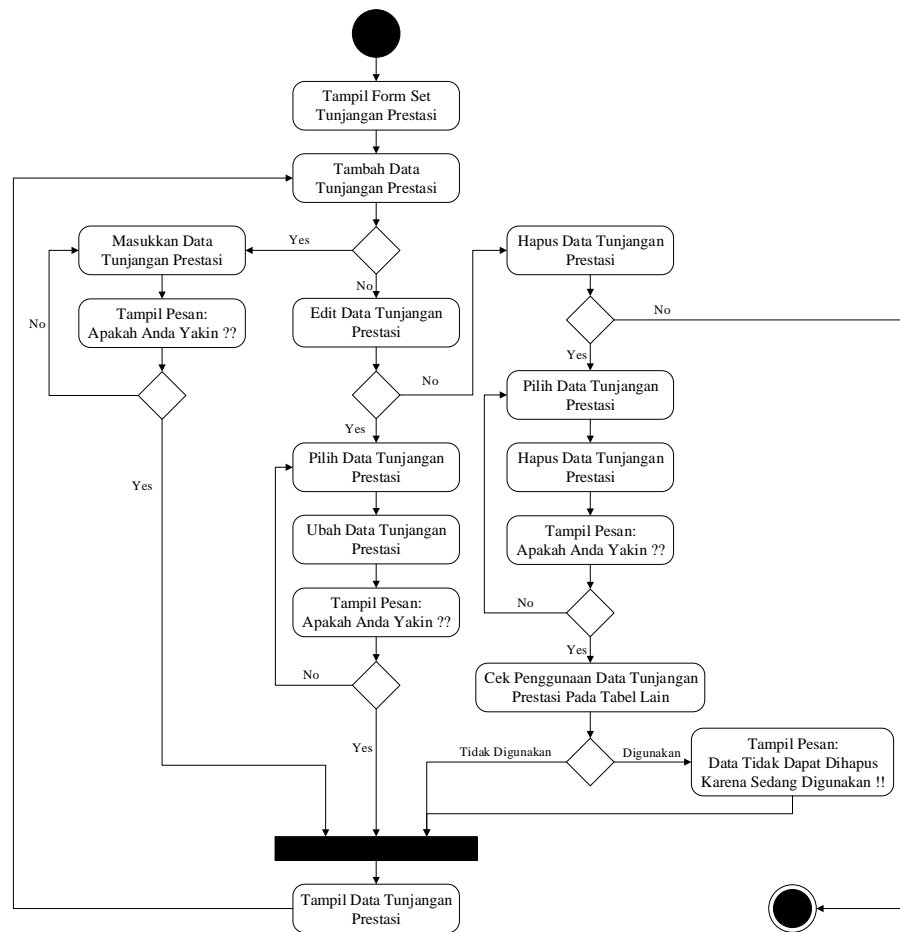 Tampil Form Set
Tunjangan Prestasi
Tambah Data
Tunjangan Prestasi
Masukkan Data
Tunjangan Prestasi
Yes
Hapus Data Tunjangan
Prestasi
No
Tampil Pesan:
Apakah Anda Yakin ??
No
Edit Data Tunjangan
Prestasi
No
No
Yes
Pilih Data Tunjangan
Prestasi
Yes
Pilih Data Tunjangan
Prestasi
Hapus Data Tunjangan
Prestasi
Yes
Ubah Data Tunjangan
Prestasi
Tampil Pesan:
Apakah Anda Yakin ??
Tampil Pesan:
Apakah Anda Yakin ??
No
Yes
No
Cek Penggunaan Data Tunjangan
Prestasi Pada Tabel Lain
Yes
Tidak Digunakan
Digunakan
Tampil Pesan:
Data Tidak Dapat Dihapus
Karena Sedang Digunakan !!
Tampil Data Tunjangan
Prestasi